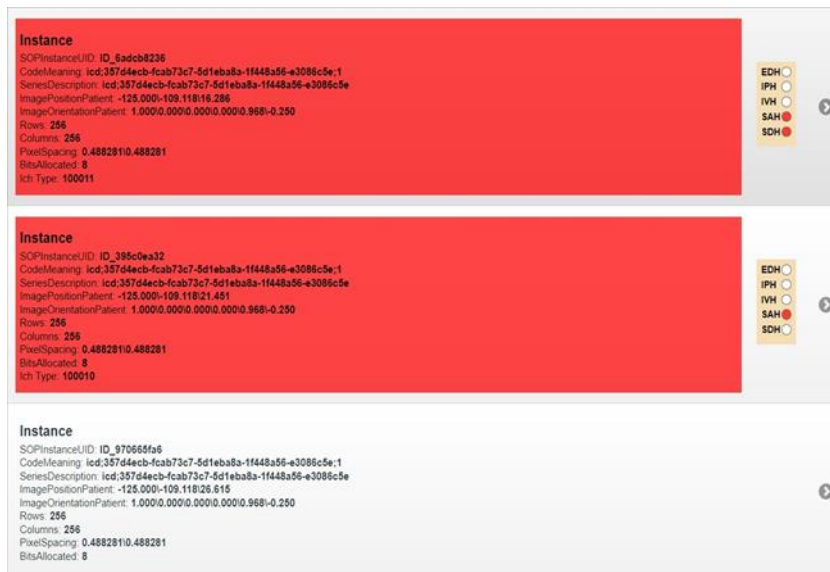 Instance
SOPInstanceUID: ID_6adcb8236
CodeMeaning: icd;357d4ecb-fcab73c7-5d1eba8a-1f448a56-e3086c5e;1
SeriesDescription: icd;357d4ecb-fcab73c7-5d1eba8a-1f448a56-e3086c5e
ImagePositionPatient: -125.000\-109.118\16.286
ImageOrientationPatient: 1.000\0.000\0.000\0.000\0.968\-0.250
Rows: 256
Columns: 256
PixelSpacing: 0.488281\0.488281
BitsAllocated: 8
Ich Type: 100011
EDH
IPH
IVH
SAH
SDH
Instance
SOPInstanceUID: ID_395c0ea32
CodeMeaning: icd;357d4ecb-fcab73c7-5d1eba8a-1f448a56-e3086c5e;1
SeriesDescription: icd;357d4ecb-fcab73c7-5d1eba8a-1f448a56-e3086c5e
ImagePositionPatient: -125.000\-109.118\21.451
ImageOrientationPatient: 1.000\0.000\0.000\0.000\0.968\-0.250
Rows: 256
Columns: 256
PixelSpacing: 0.488281\0.488281
BitsAllocated: 8
Ich Type: 100010
EDH
IPH
IVH
SAH
SDH
Instance
SOPInstanceUID: ID_970665fa6
CodeMeaning: icd;357d4ecb-fcab73c7-5d1eba8a-1f448a56-e3086c5e;1
SeriesDescription: icd;357d4ecb-fcab73c7-5d1eba8a-1f448a56-e3086c5e
ImagePositionPatient: -125.000\-109.118\26.615
ImageOrientationPatient: 1.000\0.000\0.000\0.000\0.968\-0.250
Rows: 256
Columns: 256
PixelSpacing: 0.488281\0.488281
BitsAllocated: 8